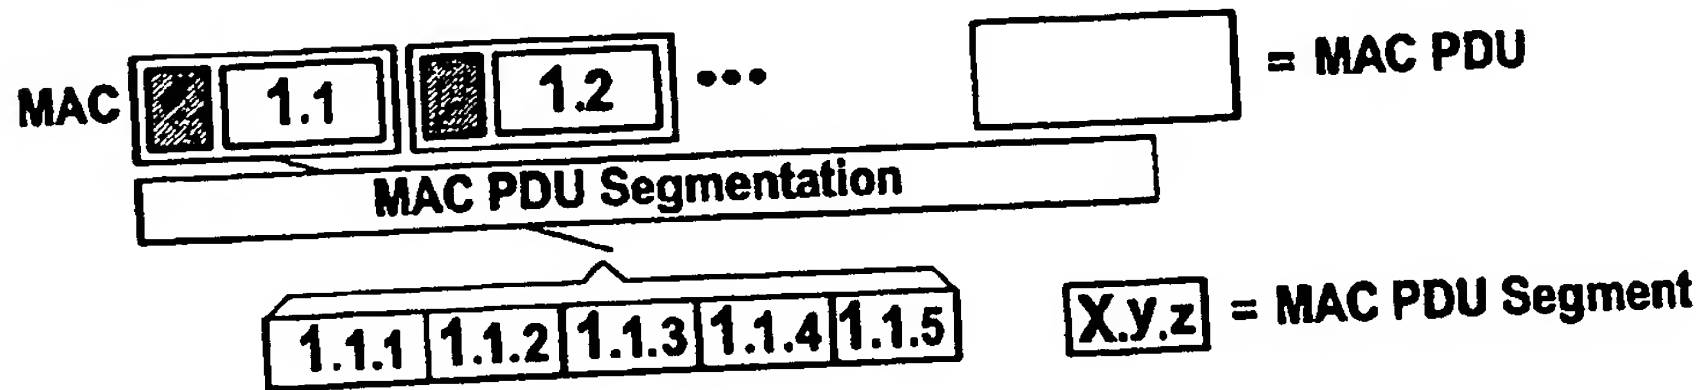 MAC 1.1 1.2 ••• = MAC PDU
MAC PDU Segmentation
1.1.1 1.1.2 1.1.3 1.1.4 1.1.5 X.y.z = MAC PDU Segment